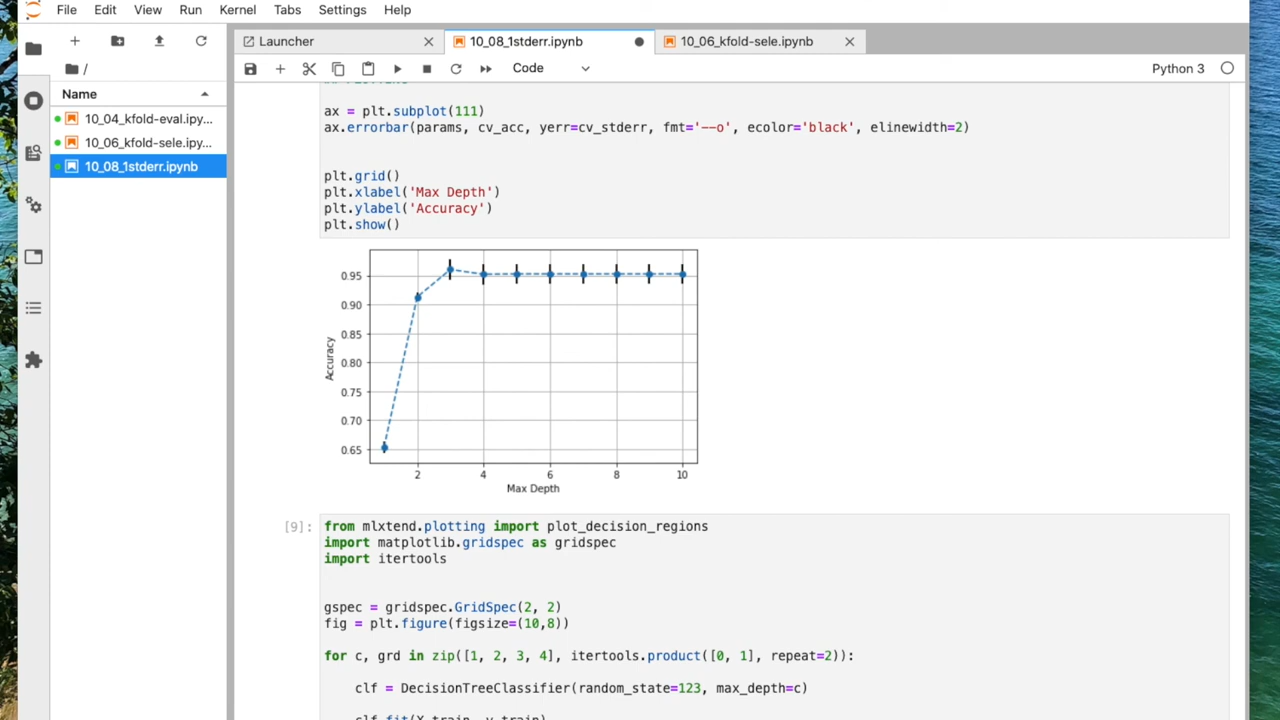 File Edit View Run Kernel Tabs Settings Help
Launcher
10_08_1stderr.ipynb
10_06_kfold-sele.ipynb
/
Code
Python 3
Name
10_04_kfold-eval.ipy...
10_06_kfold-sele.ipy...
10_08_1stderr.ipynb
ax = plt.subplot(111)
ax.errorbar(params, cv_acc, yerr=cv_stderr, fmt='--o', ecolor='black', elinewidth=2)
plt.grid()
plt.xlabel('Max Depth')
plt.ylabel('Accuracy')
plt.show()
0.95
0.90
0.85
0.80
0.75
0.70
0.65
Accuracy
2 4 6 8 10
Max Depth
[9]:
from mlxtend.plotting import plot_decision_regions
import matplotlib.gridspec as gridspec
import itertools
gspec = gridspec.GridSpec(2, 2)
fig = plt.figure(figsize=(10,8))
for c, grd in zip([1, 2, 3, 4], itertools.product([0, 1], repeat=2)):
clf = DecisionTreeClassifier(random_state=123, max_depth=c)
clf.fit(X_train, y_train)